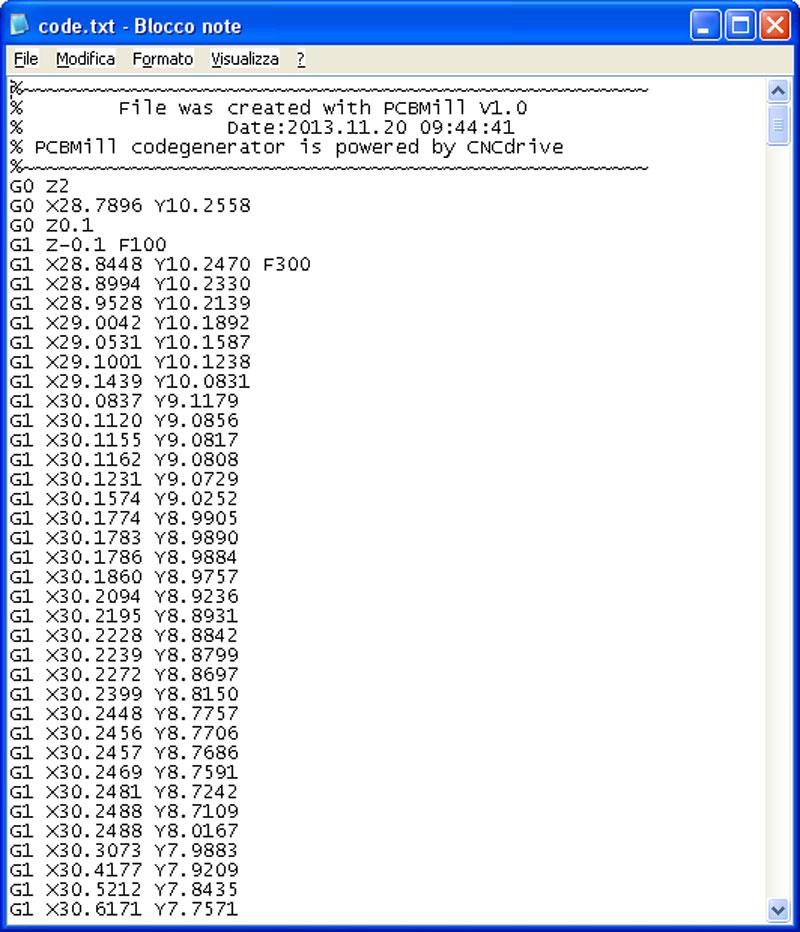 code.txt - Blocco note
File Modifica Formato Visualizza ?
%~~~~~~~~~~~~~~~~~~~~~~~~~~~~~~~~~~~~~~~~~~~~~~~~~~~~
%        File was created with PCBMill V1.0
%                 Date:2013.11.20 09:44:41
% PCBMill codegenerator is powered by CNCdrive
%~~~~~~~~~~~~~~~~~~~~~~~~~~~~~~~~~~~~~~~~~~~~~~~~~~~~
G0 Z2
G0 X28.7896 Y10.2558
G0 Z0.1
G1 Z-0.1 F100
G1 X28.8448 Y10.2470 F300
G1 X28.8994 Y10.2330
G1 X28.9528 Y10.2139
G1 X29.0042 Y10.1892
G1 X29.0531 Y10.1587
G1 X29.1001 Y10.1238
G1 X29.1439 Y10.0831
G1 X30.0837 Y9.1179
G1 X30.1120 Y9.0856
G1 X30.1155 Y9.0817
G1 X30.1162 Y9.0808
G1 X30.1231 Y9.0729
G1 X30.1574 Y9.0252
G1 X30.1774 Y8.9905
G1 X30.1783 Y8.9890
G1 X30.1786 Y8.9884
G1 X30.1860 Y8.9757
G1 X30.2094 Y8.9236
G1 X30.2195 Y8.8931
G1 X30.2228 Y8.8842
G1 X30.2239 Y8.8799
G1 X30.2272 Y8.8697
G1 X30.2399 Y8.8150
G1 X30.2448 Y8.7757
G1 X30.2456 Y8.7706
G1 X30.2457 Y8.7686
G1 X30.2469 Y8.7591
G1 X30.2481 Y8.7242
G1 X30.2488 Y8.7109
G1 X30.2488 Y8.0167
G1 X30.3073 Y7.9883
G1 X30.4177 Y7.9209
G1 X30.5212 Y7.8435
G1 X30.6171 Y7.7571